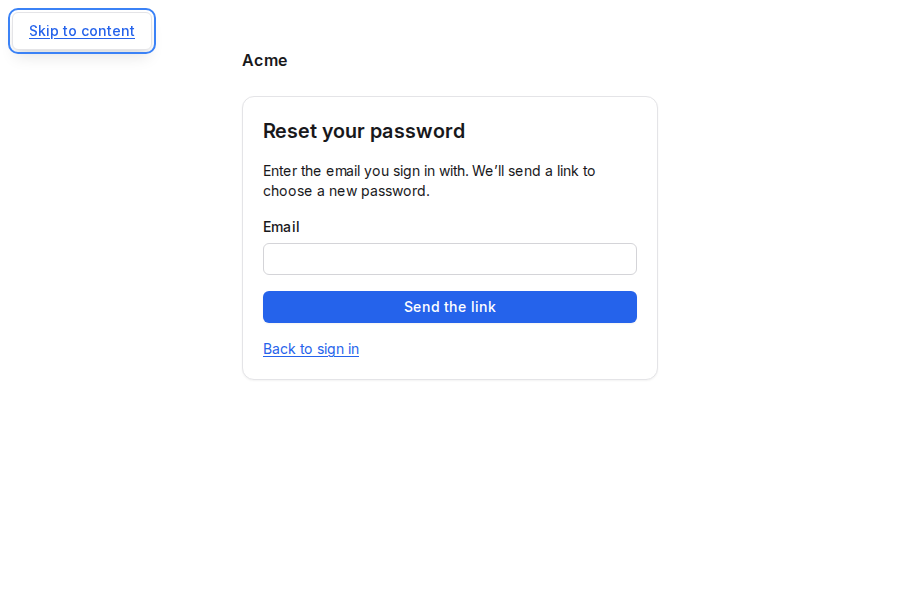 Skip to content
Acme
Reset your password
Enter the email you sign in with. We’ll send a link to
choose a new password.
Email
Send the link
Back to sign in